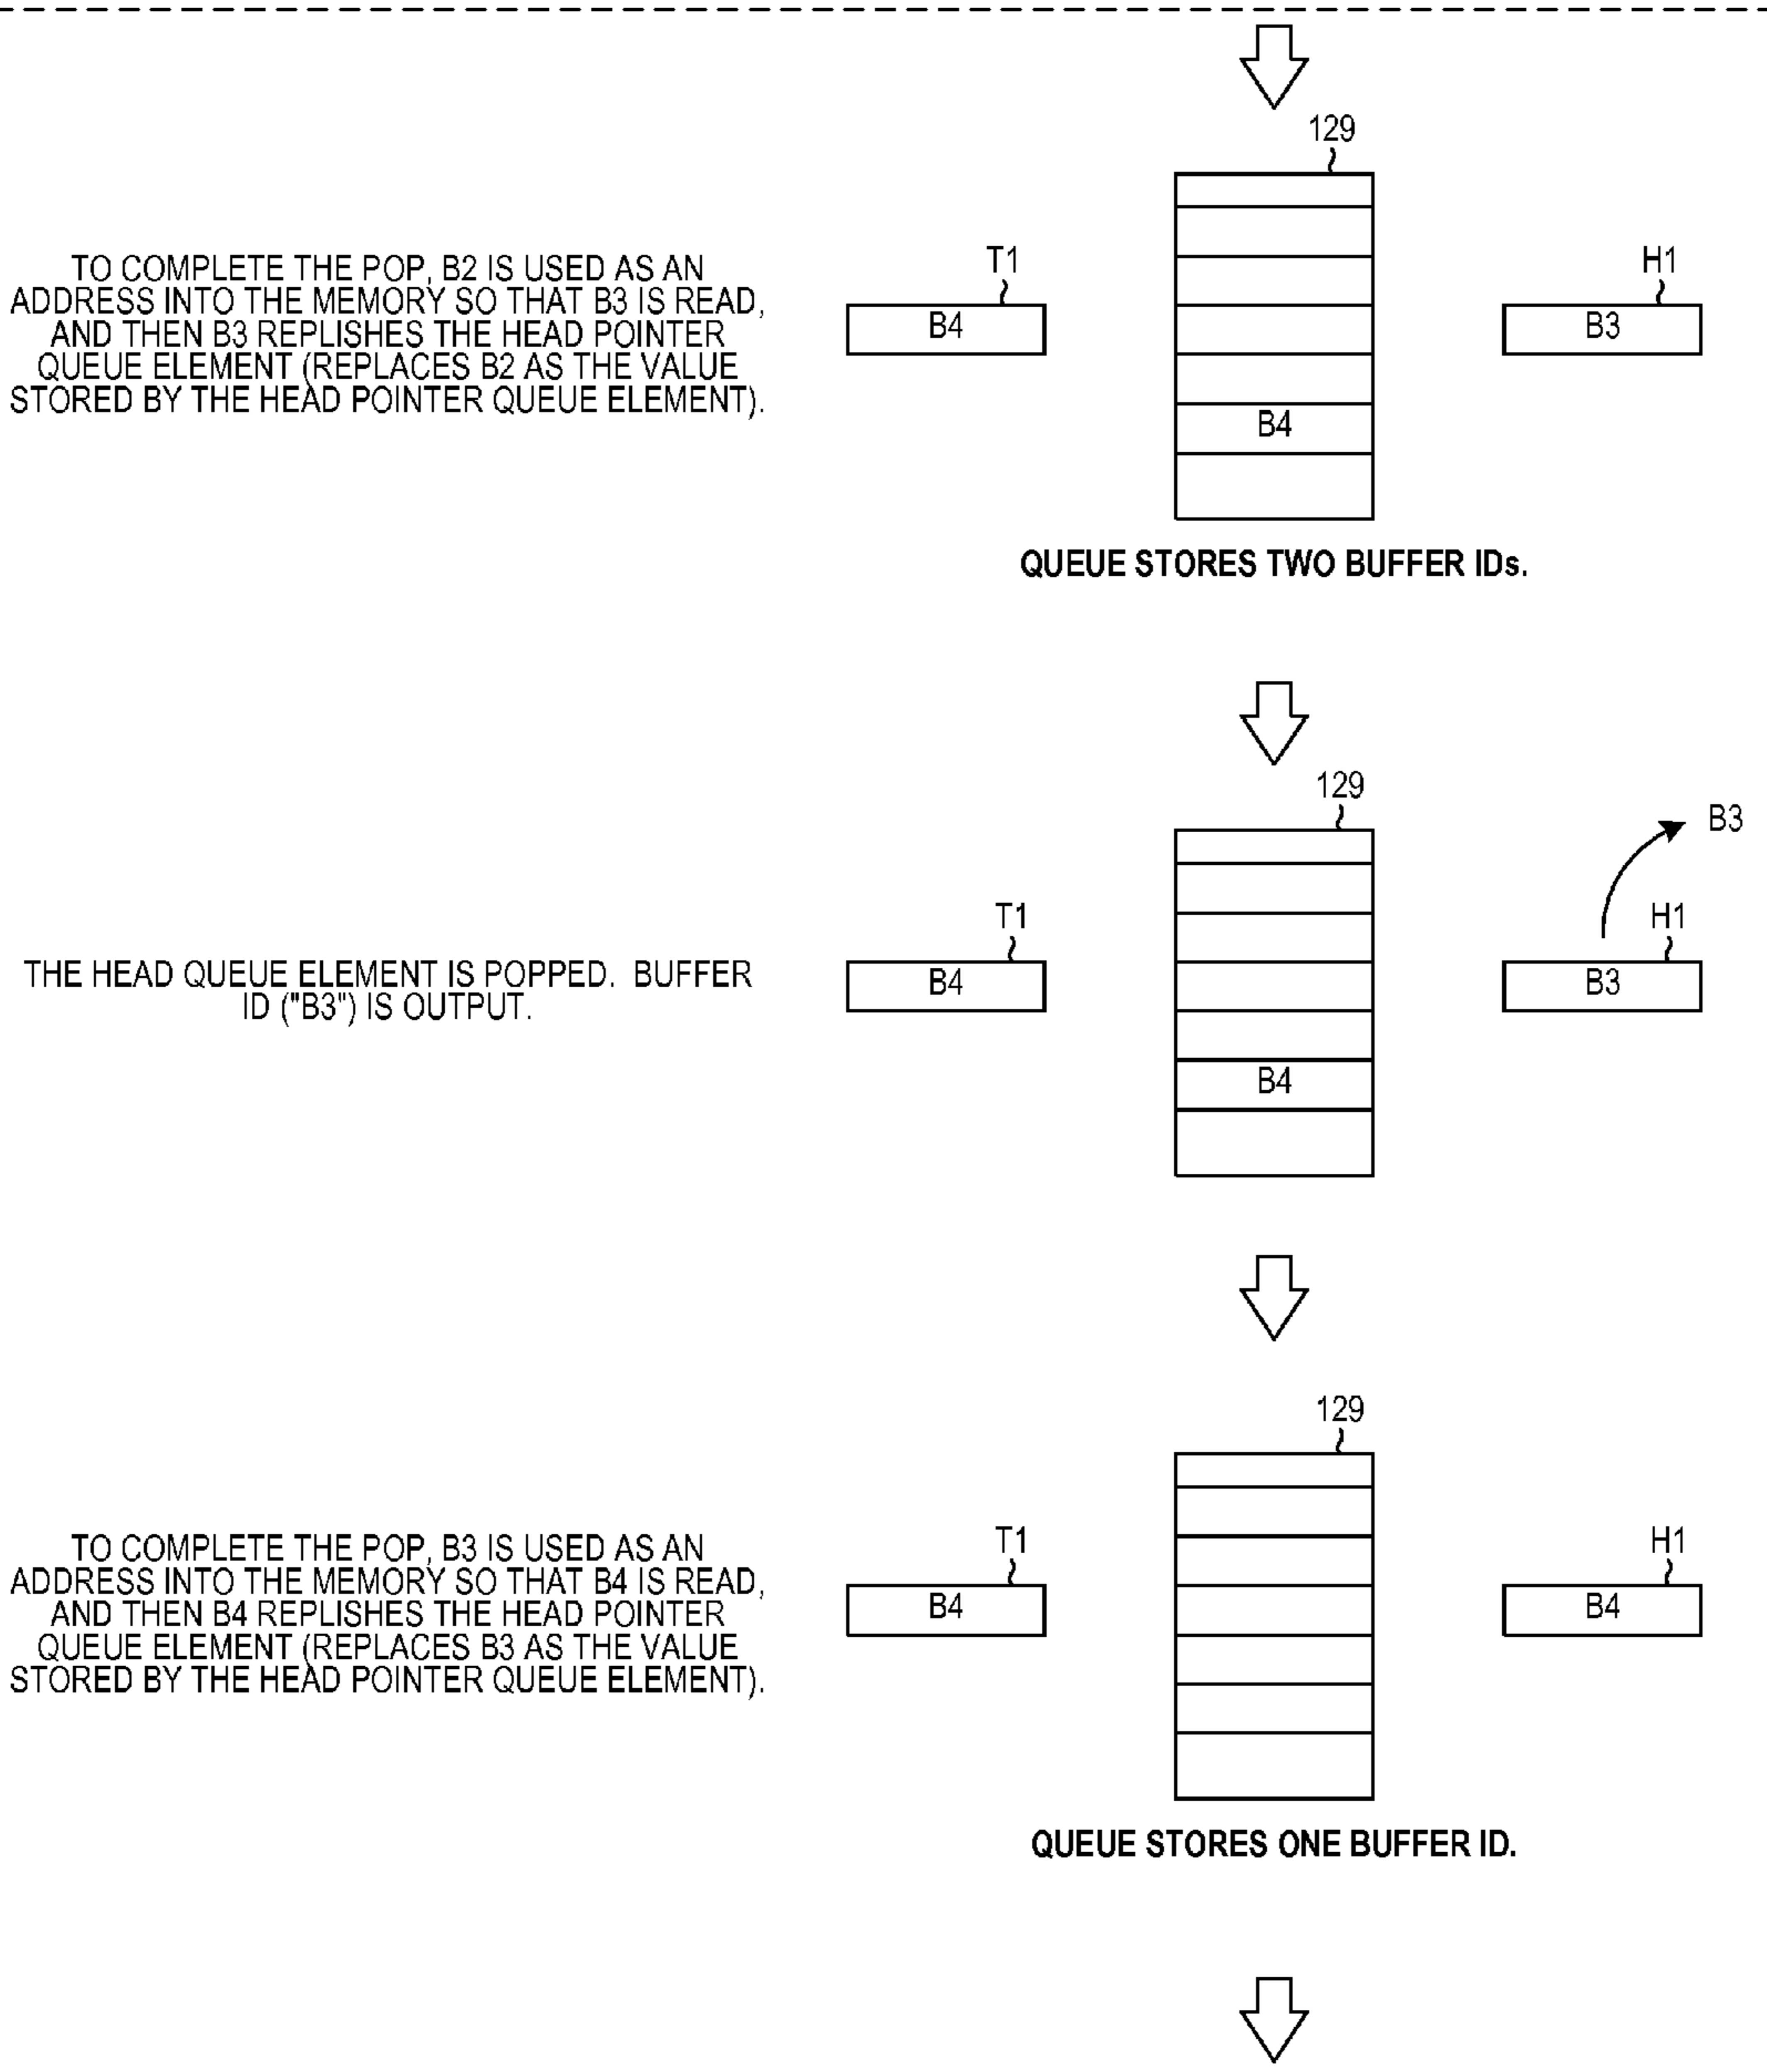 129
TO COMPLETE THE POP, B2 IS USED AS AN
ADDRESS INTO THE MEMORY SO THAT B3 IS READ,
AND THEN B3 REPLISHES THE HEAD POINTER
QUEUE ELEMENT (REPLACES B2 AS THE VALUE
STORED BY THE HEAD POINTER QUEUE ELEMENT).
T1
B4
H1
B3
B4
QUEUE STORES TWO BUFFER IDs.
129
B3
THE HEAD QUEUE ELEMENT IS POPPED. BUFFER
ID ("B3") IS OUTPUT.
T1
B4
H1
B3
B4
129
TO COMPLETE THE POP, B3 IS USED AS AN
ADDRESS INTO THE MEMORY SO THAT B4 IS READ,
AND THEN B4 REPLISHES THE HEAD POINTER
QUEUE ELEMENT (REPLACES B3 AS THE VALUE
STORED BY THE HEAD POINTER QUEUE ELEMENT).
T1
B4
H1
B4
QUEUE STORES ONE BUFFER ID.